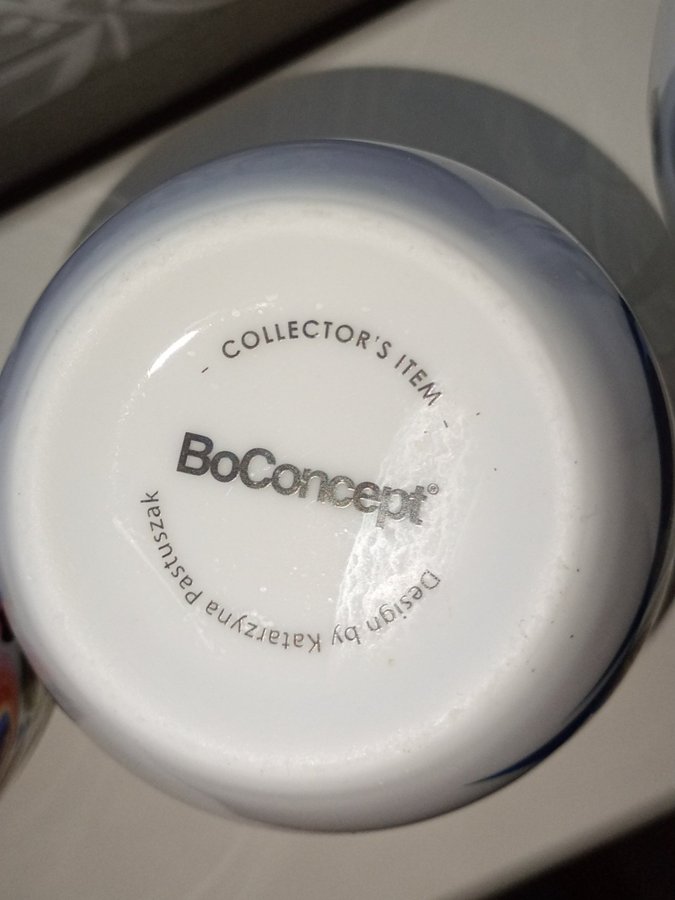 - COLLECTOR'S ITEM -
BoConcept®
Design by Katarzyna Pastuszak